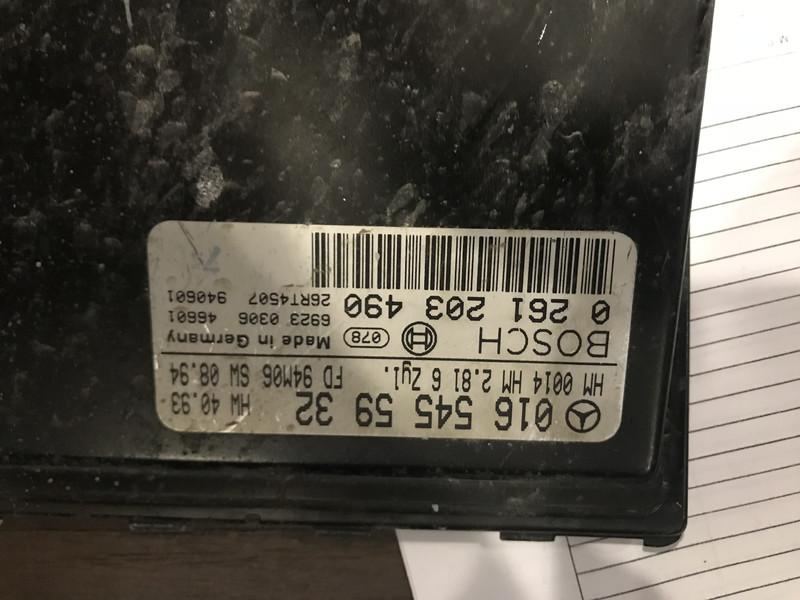 016 545 59 32 HW 40.93
HM 0014 HM 2.8l 6 Zyl. FD 94M06 SW 08.94
BOSCH 078 Made in Germany
6923 0306 46601
0 261 203 490 26RT4507 940601